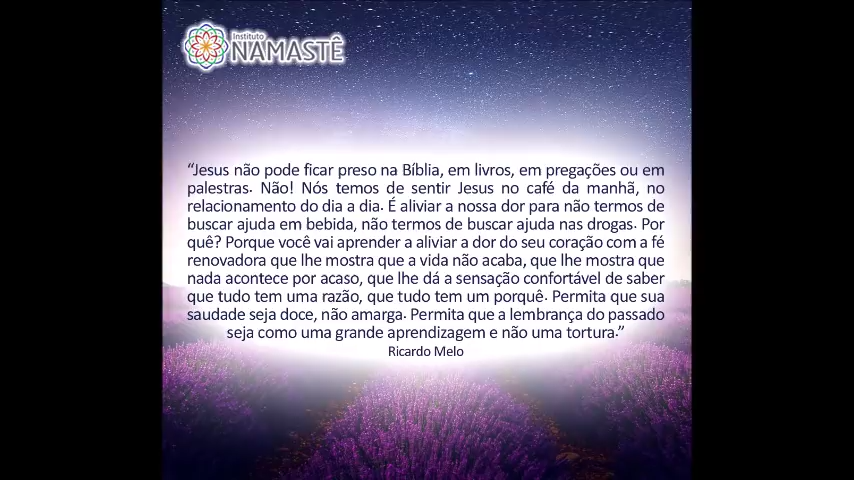 Instituto
NAMASTÊ
“Jesus não pode ficar preso na Bíblia, em livros, em pregações ou em
palestras. Não! Nós temos de sentir Jesus no café da manhã, no
relacionamento do dia a dia. É aliviar a nossa dor para não termos de
buscar ajuda em bebida, não termos de buscar ajuda nas drogas. Por
quê? Porque você vai aprender a aliviar a dor do seu coração com a fé
renovadora que lhe mostra que a vida não acaba, que lhe mostra que
nada acontece por acaso, que lhe dá a sensação confortável de saber
que tudo tem uma razão, que tudo tem um porquê. Permita que sua
saudade seja doce, não amarga. Permita que a lembrança do passado
seja como uma grande aprendizagem e não uma tortura.”
Ricardo Melo